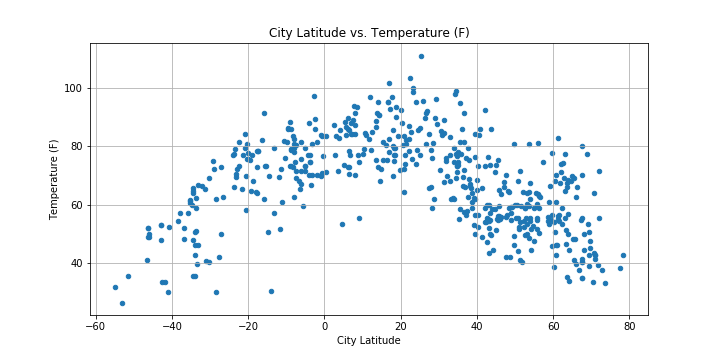 City Latitude vs. Temperature (F)
Temperature (F)
100
80
60
40
−60 −40 −20 0 20 40 60 80
City Latitude